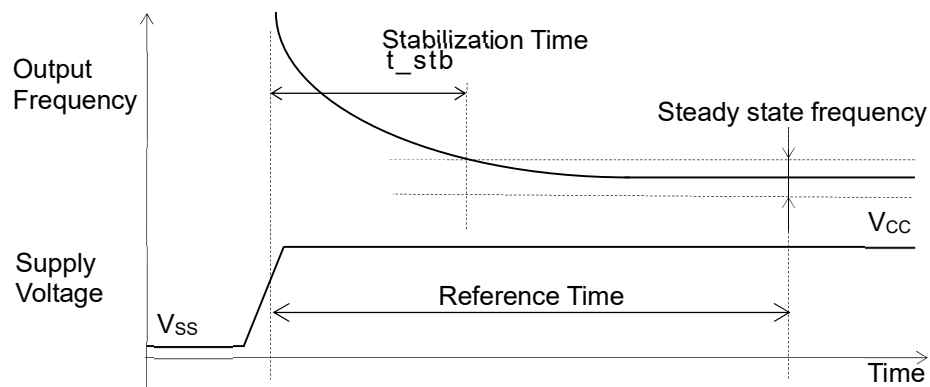 Stabilization Time
t_stb
Output
Frequency
Steady state frequency
VCC
Supply
Voltage
Reference Time
VSS
Time